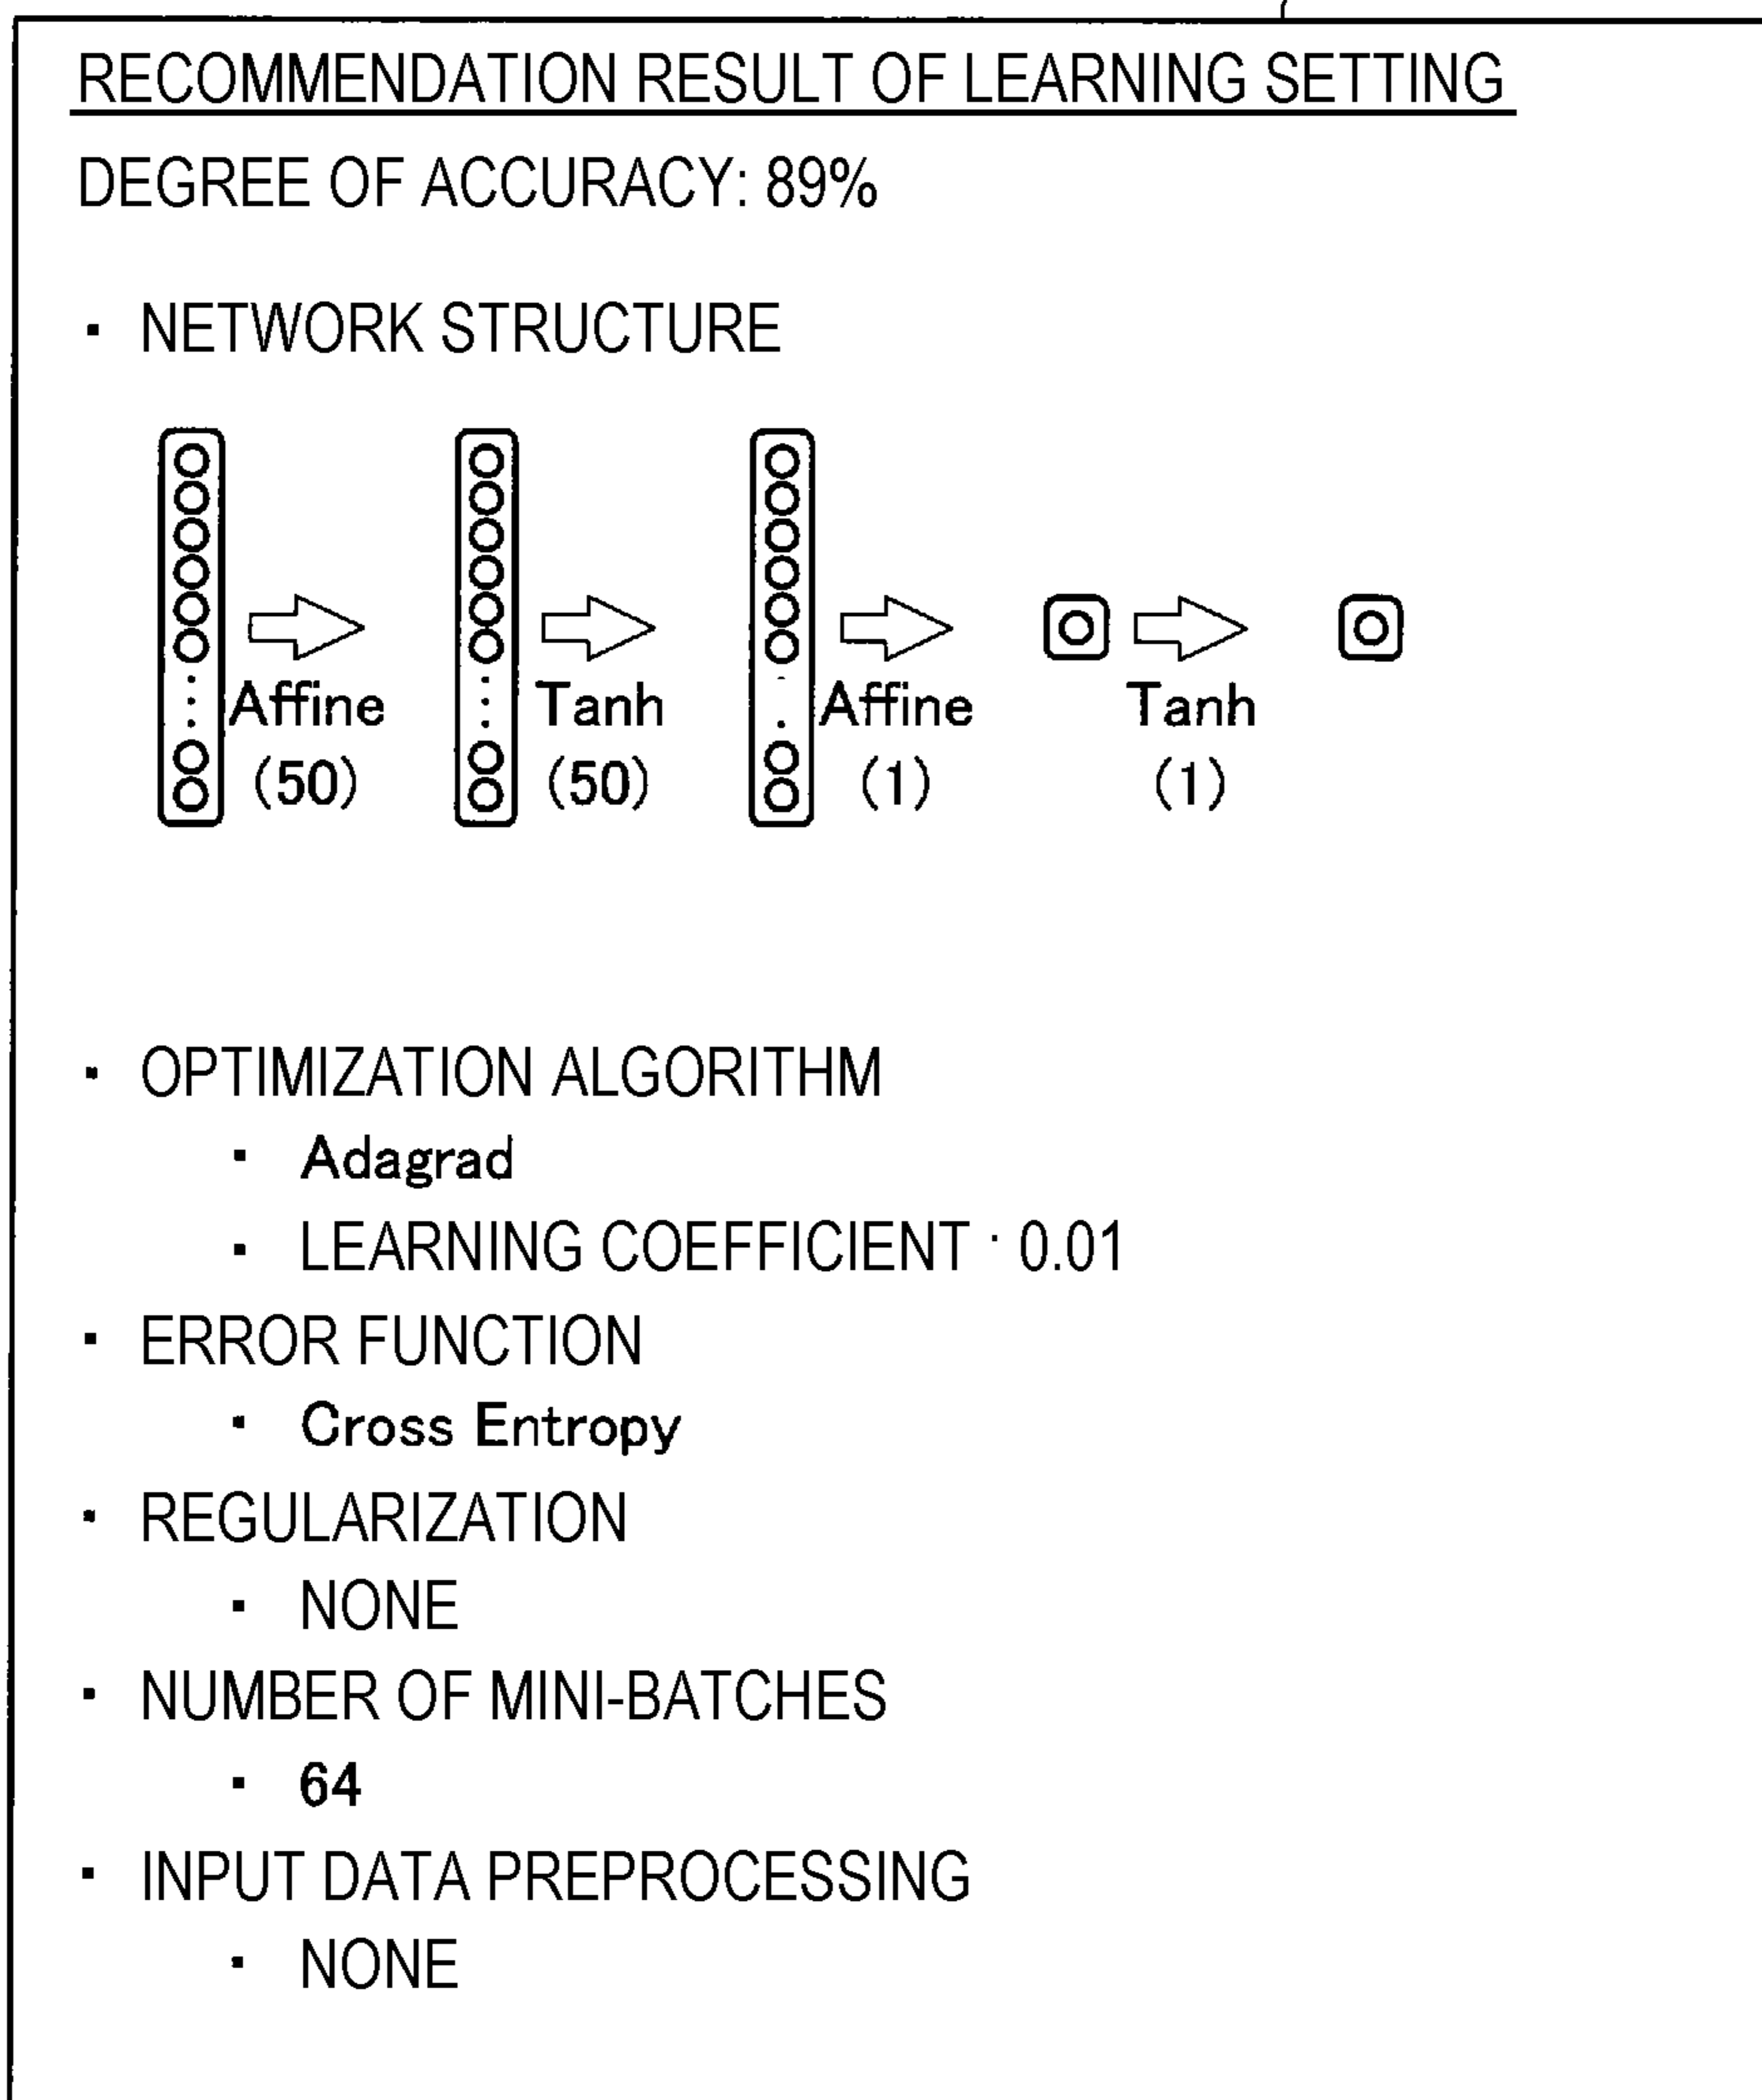 RECOMMENDATION RESULT OF LEARNING SETTING
DEGREE OF ACCURACY: 89%
▪ NETWORK STRUCTURE
Affine Tanh Affine Tanh
(50) (50) (1) (1)
▪ OPTIMIZATION ALGORITHM
▪ Adagrad
▪ LEARNING COEFFICIENT · 0.01
▪ ERROR FUNCTION
▪ Cross Entropy
▪ REGULARIZATION
▪ NONE
▪ NUMBER OF MINI-BATCHES
▪ 64
▪ INPUT DATA PREPROCESSING
▪ NONE